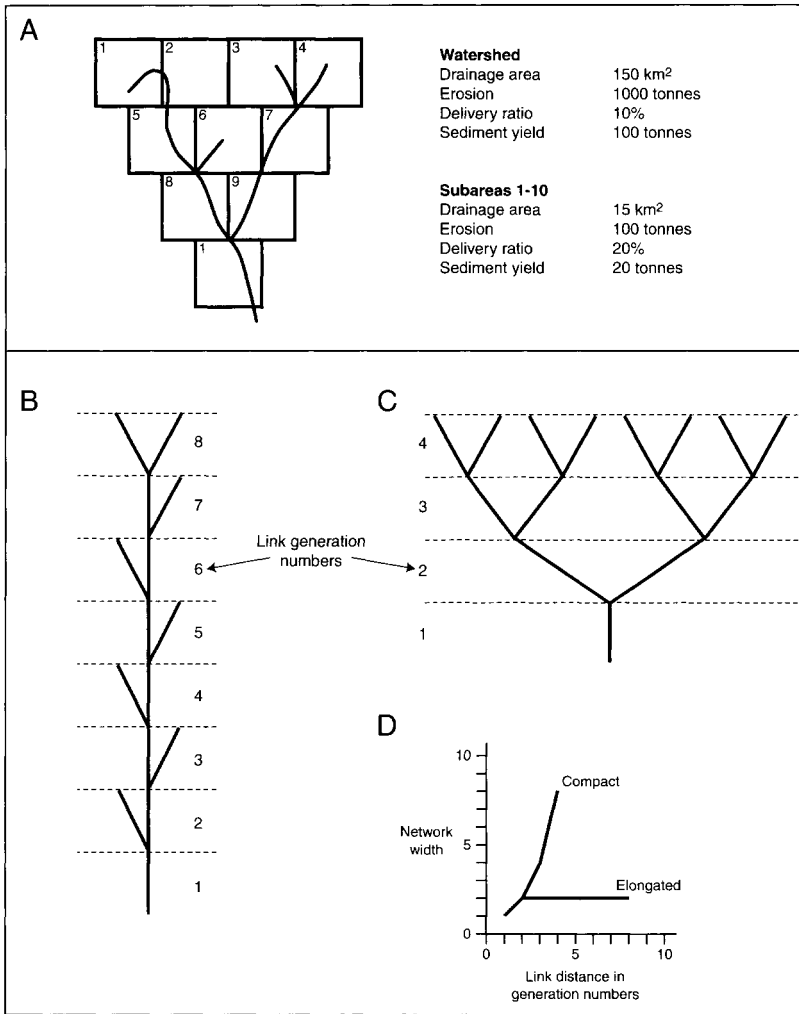 A
1
2
3
4
5
6
7
8
9
1
Watershed
Drainage area 150 km²
Erosion 1000 tonnes
Delivery ratio 10%
Sediment yield 100 tonnes
Subareas 1-10
Drainage area 15 km²
Erosion 100 tonnes
Delivery ratio 20%
Sediment yield 20 tonnes
B
8
7
6
5
4
3
2
1
Link generation
numbers
C
4
3
2
1
D
10
5
0
Network
width
Compact
Elongated
0 5 10
Link distance in
generation numbers